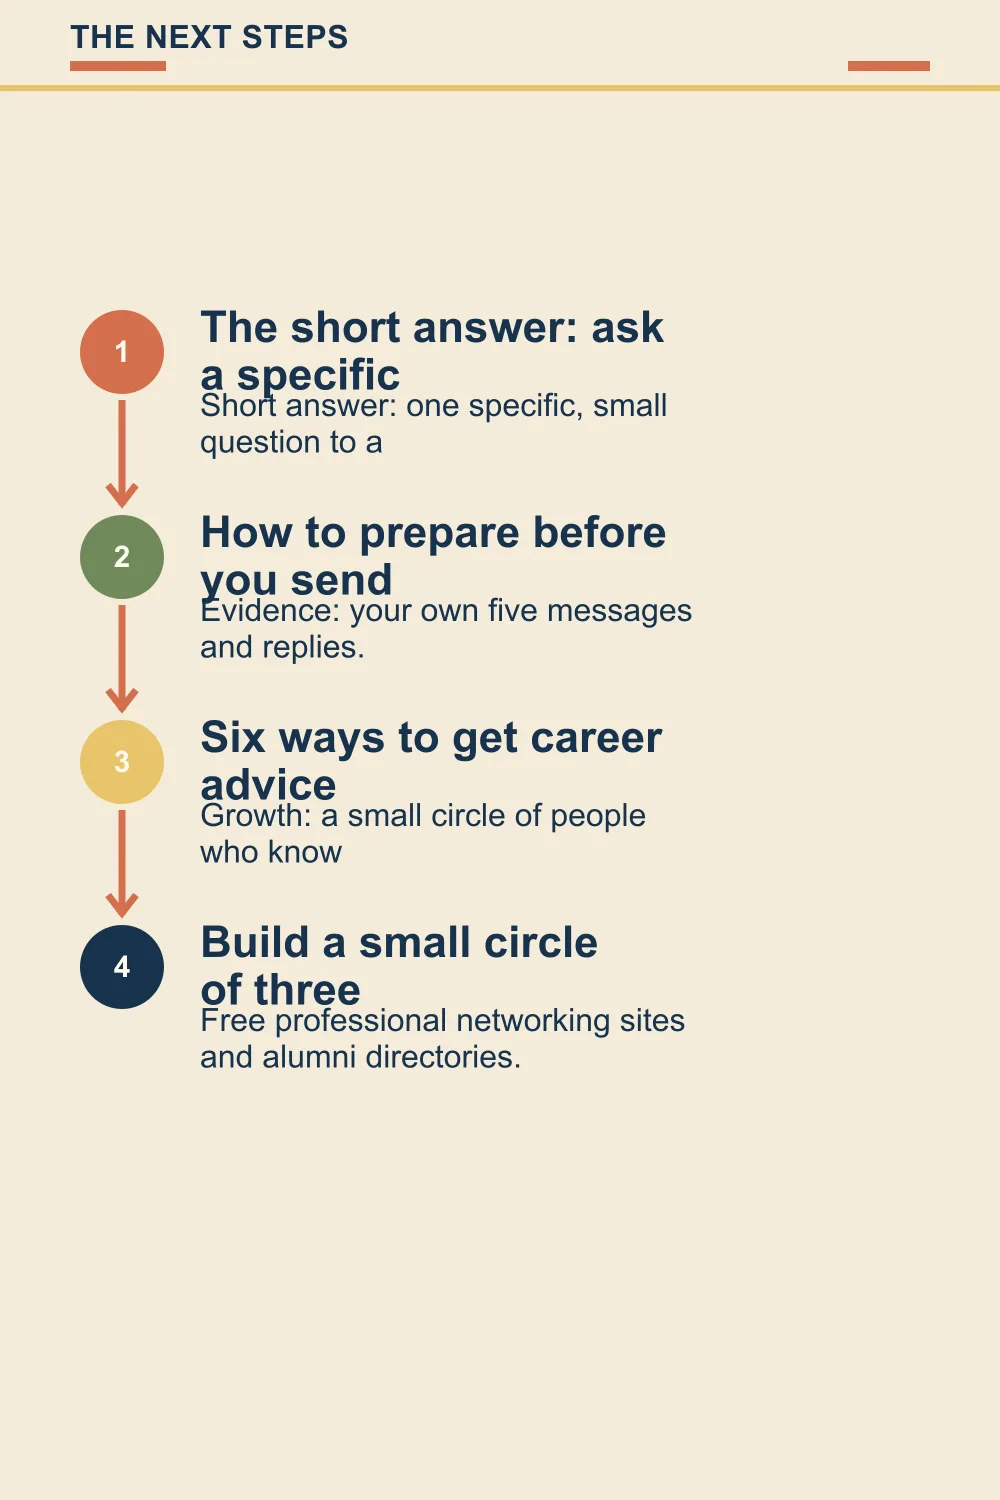 THE NEXT STEPS
1
The short answer: ask
a specific
Short answer: one specific, small
question to a
2
How to prepare before
you send
Evidence: your own five messages
and replies.
3
Six ways to get career
advice
Growth: a small circle of people
who know
4
Build a small circle
of three
Free professional networking sites
and alumni directories.